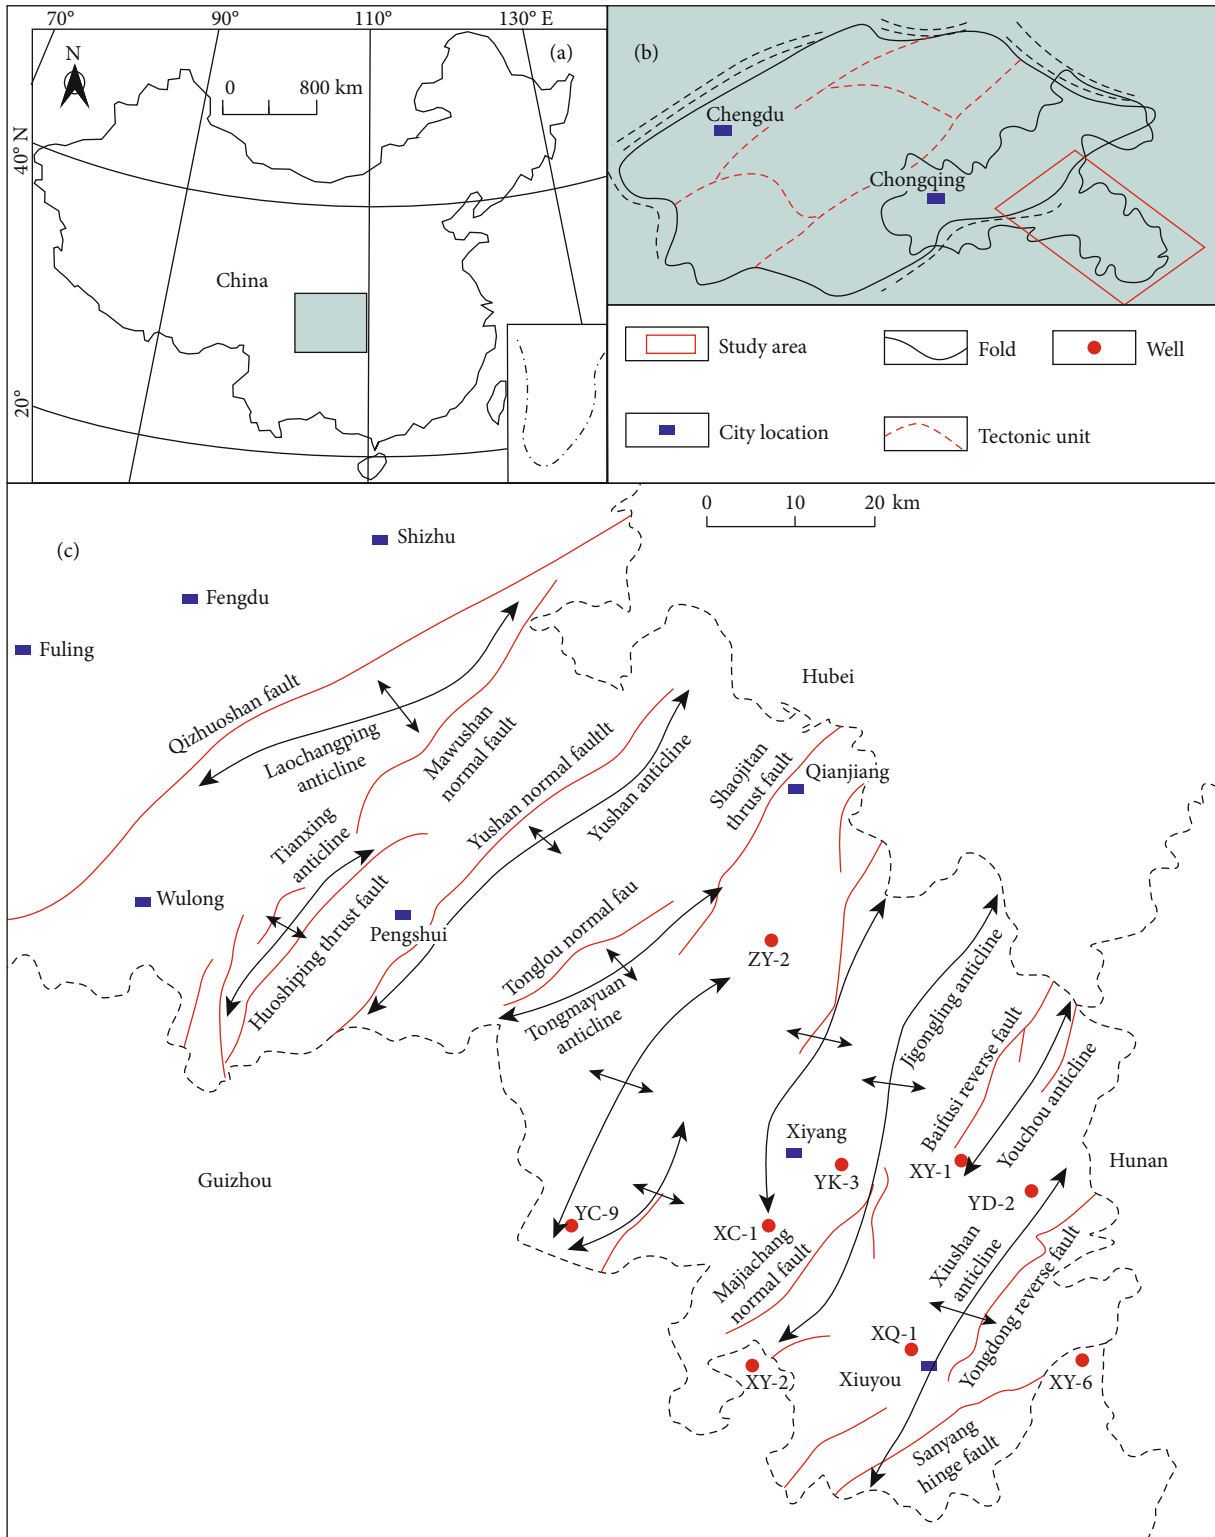 70°
90°
110°
130° E
N
(a)
0
800 km
40° N
China
20°
(b)
Chengdu
Chongqing
Study area
Fold
Well
City location
Tectonic unit
0
10
20
km
(c)
Shizhu
Fengdu
Fuling
Hubei
Qizhuoshan fault
Laochangping
anticline
Mawushan
normal fault
Yushan normal faultlt
Yushan anticline
Shaojitan
thrust fault
Qianjiang
Tianxing
anticline
Wulong
Huoshiping thrust fault
Pengshui
Tonglou normal fau
Tongmayuan
anticline
ZY-2
Jigongling anticline
Baifusi reverse fault
Youchou anticline
Guizhou
Xiyang
YK-3
XY-1
YD-2
Hunan
YC-9
XC-1
Majiachang
normal fault
Xiushan
anticline
Yongdong reverse fault
XQ-1
XY-2
Xiuyou
XY-6
Sanyang
hinge fault